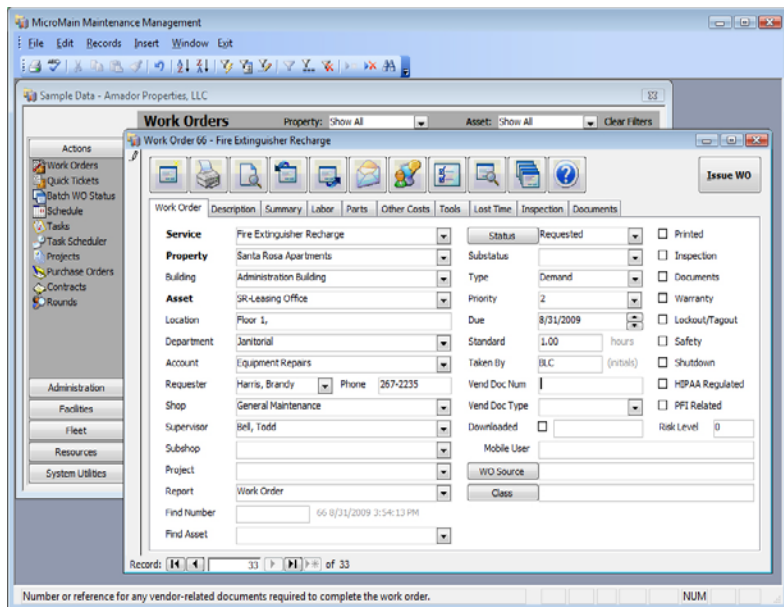 MicroMain Maintenance Management
File Edit Records Insert Window Exit
Sample Data - Amador Properties, LLC
Work Orders Property: Show All Asset: Show All Clear Filters
Actions
Work Orders
Quick Tickets
Batch WO Status
Schedule
Tasks
Task Scheduler
Projects
Purchase Orders
Contracts
Rounds
Administration
Facilities
Fleet
Resources
System Utilities
Work Order 66 - Fire Extinguisher Recharge
Issue WO
Work Order Description Summary Labor Parts Other Costs Tools Lost Time Inspection Documents
Service Fire Extinguisher Recharge Status Requested Printed
Property Santa Rosa Apartments Substatus Inspection
Building Administration Building Type Demand Documents
Asset SR-Leasing Office Priority 2 Warranty
Location Floor 1, Due 8/31/2009 Lockout/Tagout
Department Janitorial Standard 1.00 hours Safety
Account Equipment Repairs Taken By BLC (initials) Shutdown
Requester Harris, Brandy Phone 267-2235 Vend Doc Num HIPAA Regulated
Shop General Maintenance Vend Doc Type PFI Related
Supervisor Bell, Todd Downloaded Risk Level 0
Subshop Mobile User
Project WO Source
Report Work Order Class
Find Number 66 8/31/2009 3:54:13 PM
Find Asset
Record: 33 of 33
Number or reference for any vendor-related documents required to complete the work order. NUM